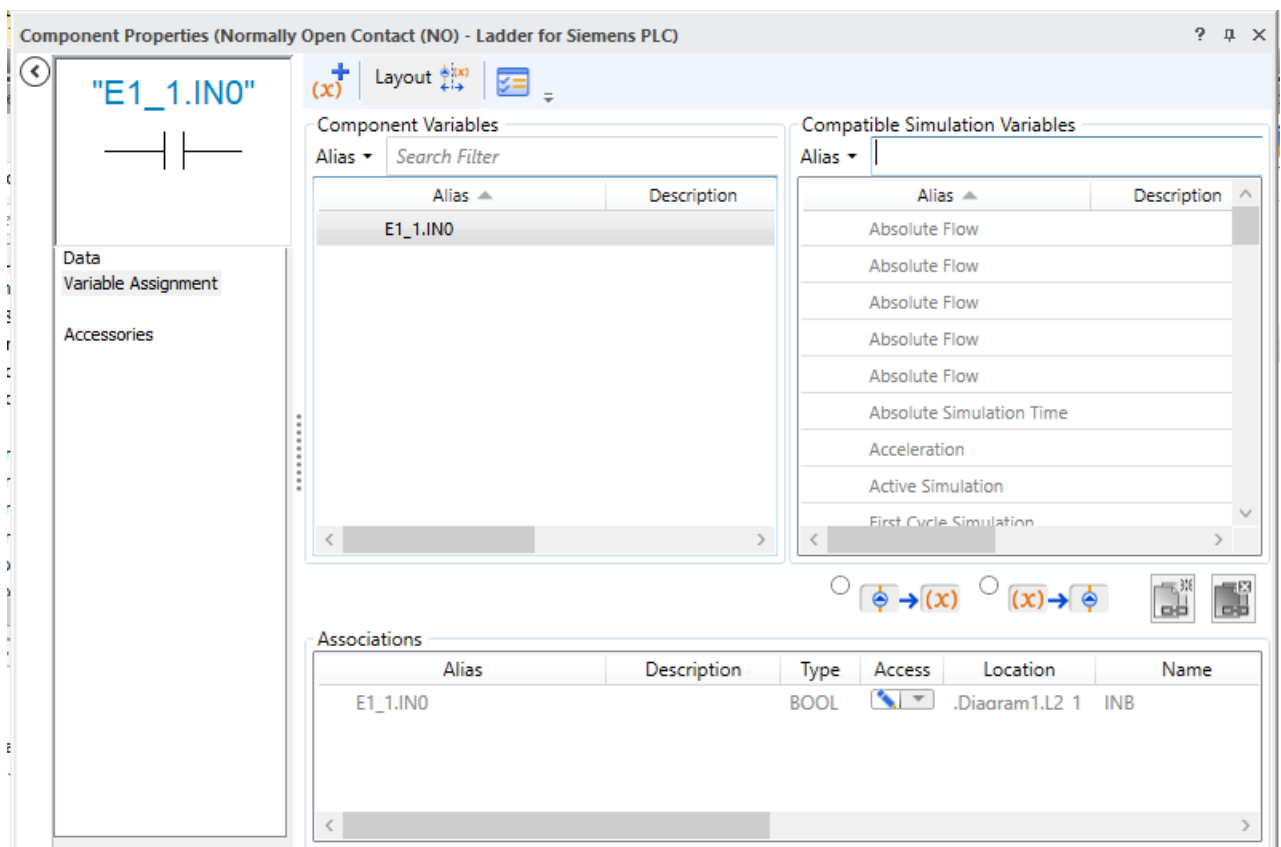 Component Properties (Normally Open Contact (NO) - Ladder for Siemens PLC)
?
"E1_1.IN0"
(x)
Layout
(x)
Data
Variable Assignment
Accessories
Component Variables
Alias
Search Filter
Alias Description
E1_1.IN0
Compatible Simulation Variables
Alias
Alias Description
Absolute Flow
Absolute Flow
Absolute Flow
Absolute Flow
Absolute Flow
Absolute Simulation Time
Acceleration
Active Simulation
First Cycle Simulation
(x) (x)
Associations
Alias Description Type Access Location Name
E1_1.IN0 BOOL .Diagram1.L2 1 INB